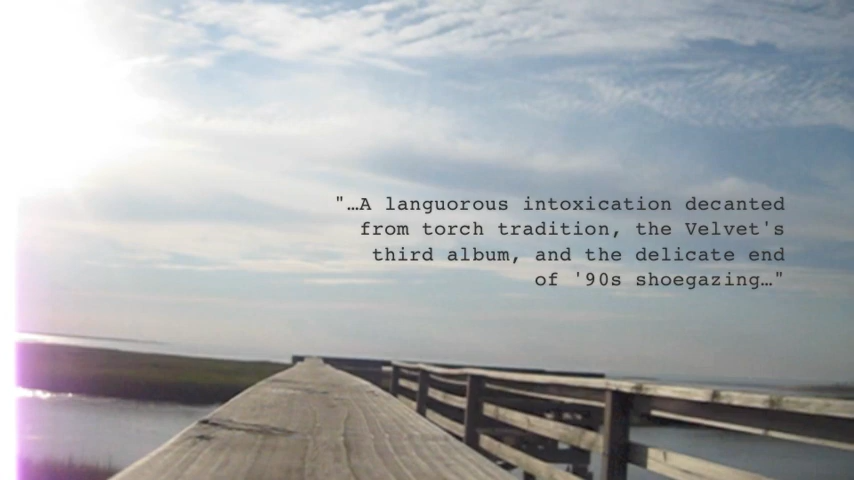 "…A languorous intoxication decanted
from torch tradition, the Velvet's
third album, and the delicate end
of '90s shoegazing…"